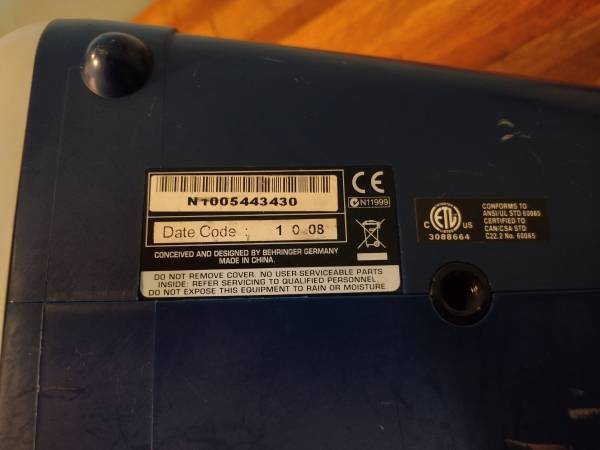 N1005443430
Date Code : 1 0 08
CONCEIVED AND DESIGNED BY BEHRINGER GERMANY
MADE IN CHINA.
DO NOT REMOVE COVER. NO USER-SERVICEABLE PARTS
INSIDE: REFER SERVICING TO QUALIFIED PERSONNEL
DO NOT EXPOSE THIS EQUIPMENT TO RAIN OR MOISTURE
CE
N11999
C ETL US
3088664
CONFORMS TO
ANSI/UL STD 60065
CERTIFIED TO
CAN/CSA STD
C22.2 No. 60065